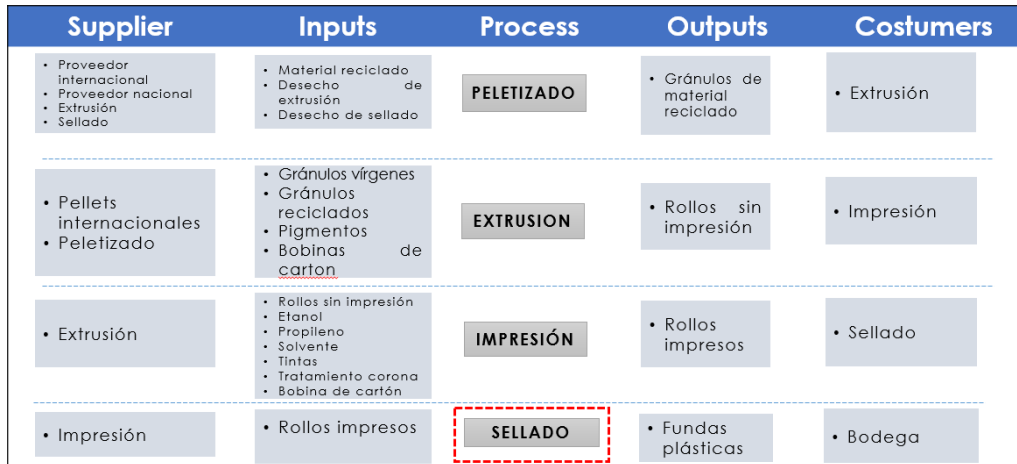 Supplier Inputs Process Outputs Costumers
• Proveedor
internacional
• Proveedor nacional
• Extrusión
• Sellado
• Material reciclado
• Desecho de
extrusión
• Desecho de sellado
PELETIZADO
• Gránulos de
material
reciclado
• Extrusión
• Pellets
internacionales
• Peletizado
• Gránulos vírgenes
• Gránulos
reciclados
• Pigmentos
• Bobinas de
carton
EXTRUSION
• Rollos sin
impresión
• Impresión
• Extrusión
• Rollos sin impresión
• Etanol
• Propileno
• Solvente
• Tintas
• Tratamiento corona
• Bobina de cartón
IMPRESIÓN
• Rollos
impresos
• Sellado
• Impresión
• Rollos impresos
SELLADO
• Fundas
plásticas
• Bodega